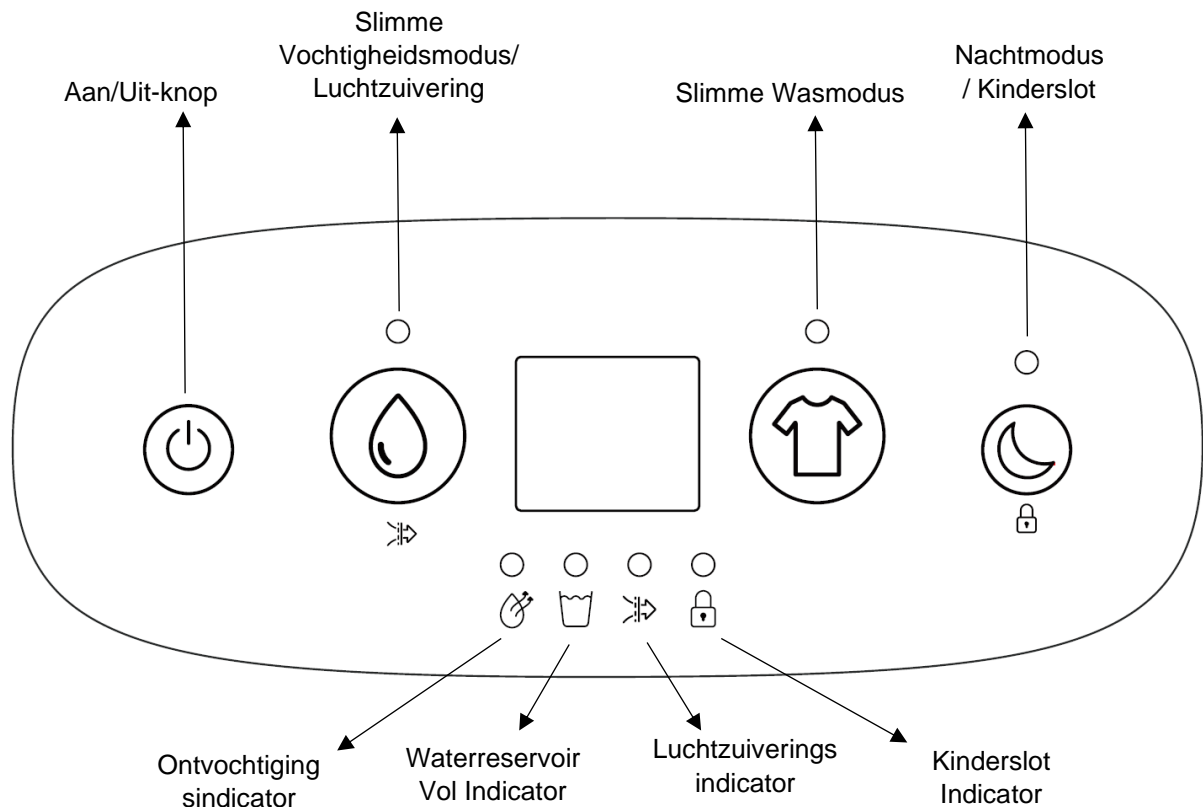 Slimme
Vochtigheidsmodus/
Luchtzuivering
Aan/Uit-knop
Slimme Wasmodus
Nachtmodus
/ Kinderslot
Ontvochtiging
sindicator
Waterreservoir
Vol Indicator
Luchtzuiverings
indicator
Kinderslot
Indicator